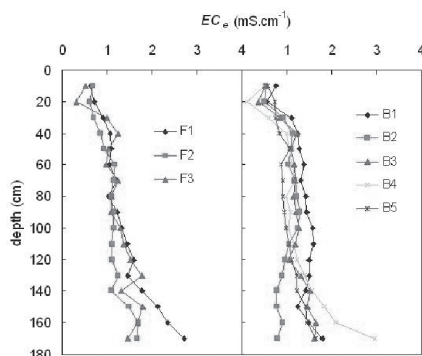 ECe (mS.cm-1)
0 1 2 3 4 1 2 3 4
depth (cm)
0
20
40
60
80
100
120
140
160
180
F1
F2
F3
B1
B2
B3
B4
B5